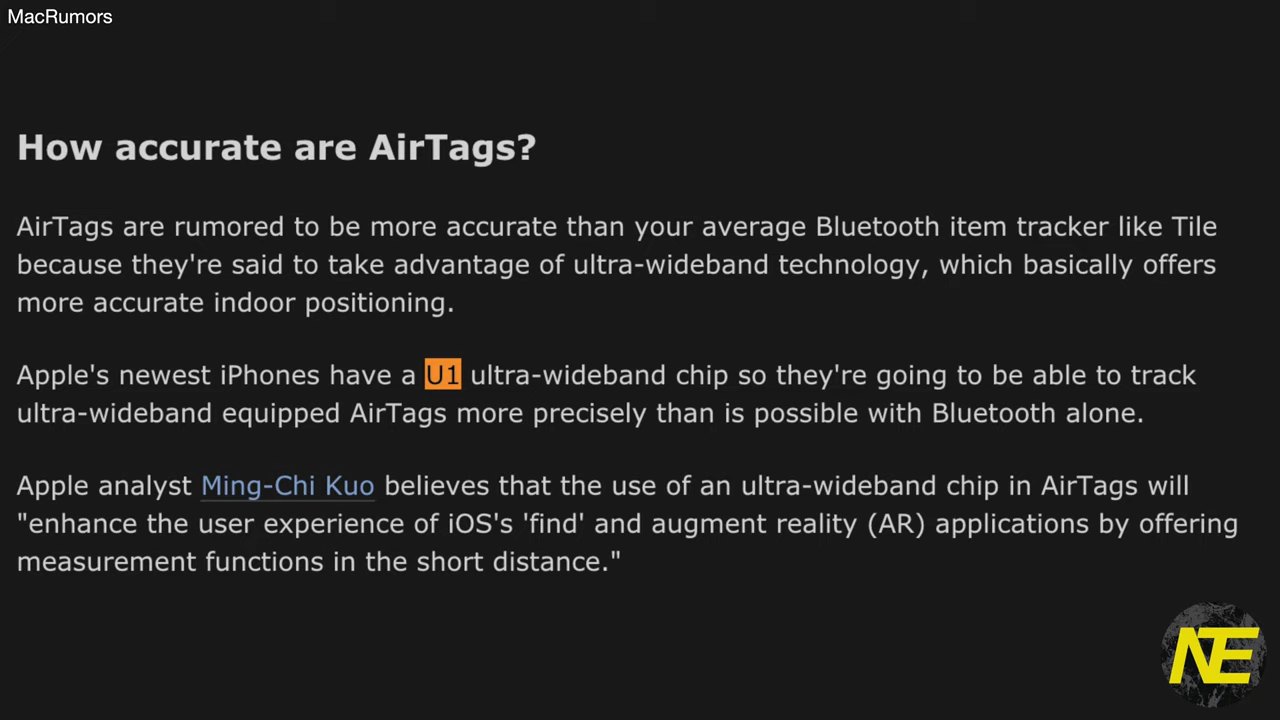 MacRumors
How accurate are AirTags?
AirTags are rumored to be more accurate than your average Bluetooth item tracker like Tile
because they're said to take advantage of ultra-wideband technology, which basically offers
more accurate indoor positioning.
Apple's newest iPhones have a U1 ultra-wideband chip so they're going to be able to track
ultra-wideband equipped AirTags more precisely than is possible with Bluetooth alone.
Apple analyst Ming-Chi Kuo believes that the use of an ultra-wideband chip in AirTags will
"enhance the user experience of iOS's 'find' and augment reality (AR) applications by offering
measurement functions in the short distance."
NTE